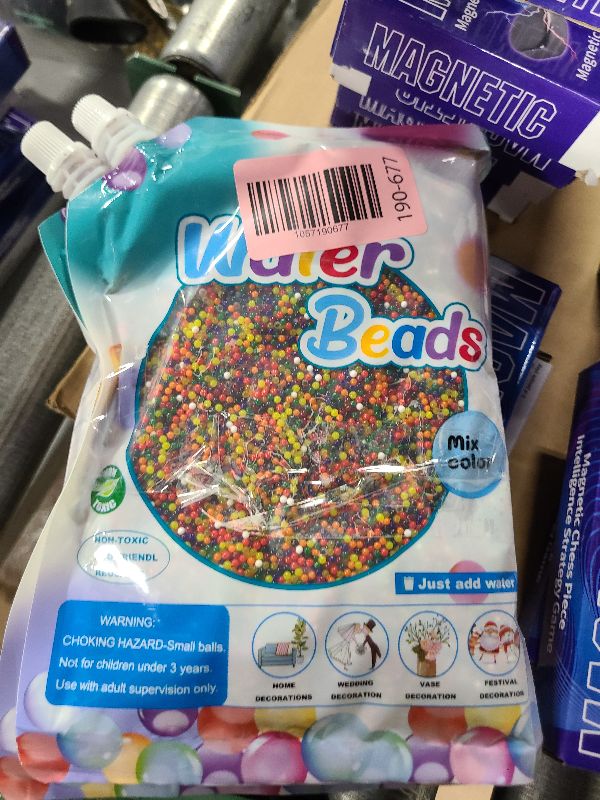 MAGNETIC
Magnetic
190-677
1057190677
Water
Beads
Mix
color
TOXIC
NON-TOXIC
Just add water
WARNING:
CHOKING HAZARD-Small balls.
Not for children under 3 years.
Use with adult supervision only.
HOME
DECORATIONS
WEDDING
DECORATION
VASE
DECORATION
FESTIVAL
DECORATION
Magnetic Chess Piece
Intelligence Strategy Game